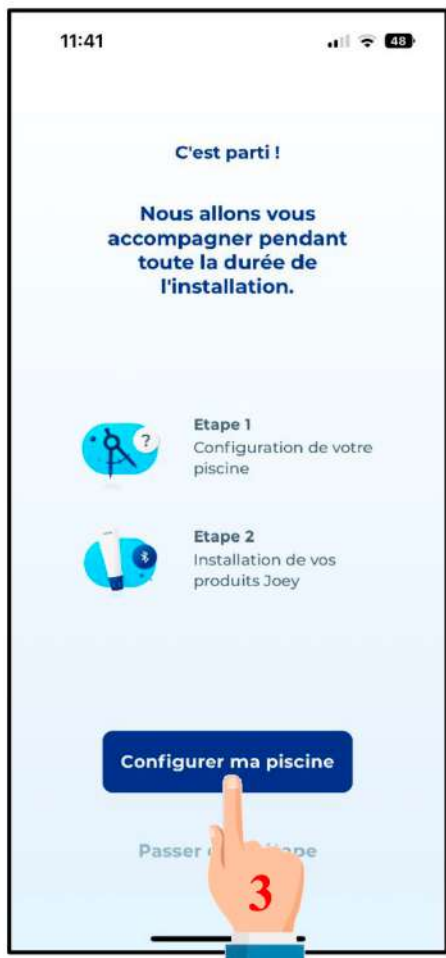 11:41
48
C'est parti !
Nous allons vous
accompagner pendant
toute la durée de
l'installation.
?
Etape 1
Configuration de votre
piscine
Etape 2
Installation de vos
produits Joey
Configurer ma piscine
Passer
3